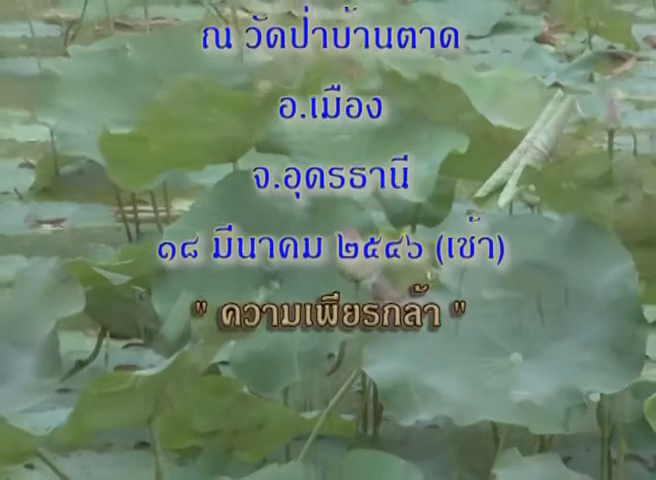 ณ วัดป่าบ้านตาด
อ.เมือง
จ.อุดรธานี
๑๘ มีนาคม ๒๕๔๖ (เช้า)
" ความเพียรกล้า "